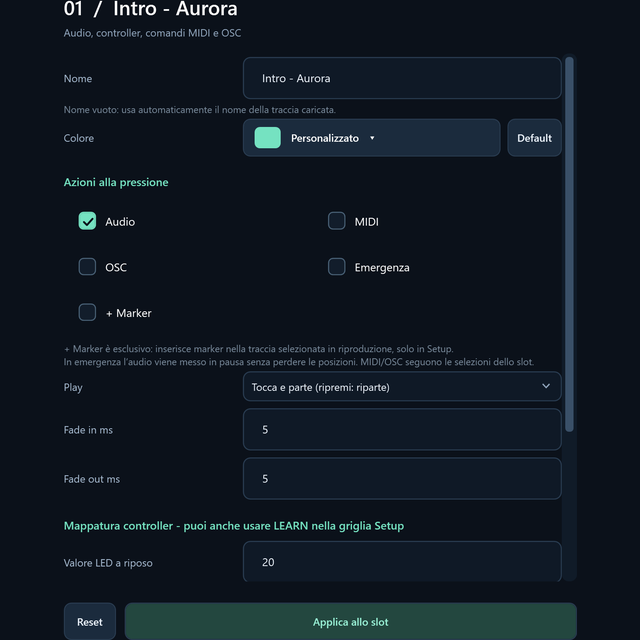 01 / Intro - Aurora
Audio, controller, comandi MIDI e OSC
Nome
Intro - Aurora
Nome vuoto: usa automaticamente il nome della traccia caricata.
Colore
Personalizzato
Default
Azioni alla pressione
Audio
MIDI
OSC
Emergenza
+ Marker
+ Marker è esclusivo: inserisce marker nella traccia selezionata in riproduzione, solo in Setup.
In emergenza l'audio viene messo in pausa senza perdere le posizioni. MIDI/OSC seguono le selezioni dello slot.
Play
Tocca e parte (ripremi: riparte)
Fade in ms
5
Fade out ms
5
Mappatura controller - puoi anche usare LEARN nella griglia Setup
Valore LED a riposo
20
Reset
Applica allo slot